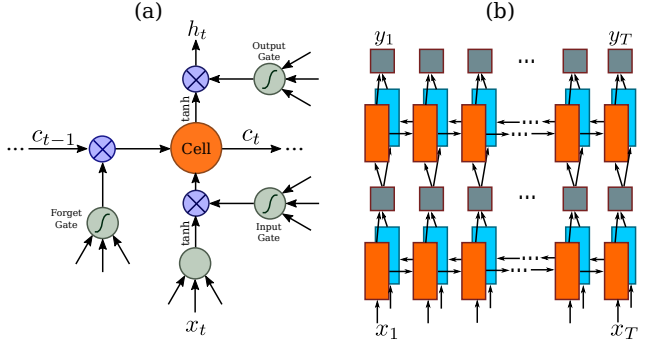 (a)
h_t
Output
Gate
tanh
... c_{t-1}
Cell
c_t ...
Forget
Gate
tanh
Input
Gate
x_t
(b)
y_1
y_T
...
...
...
...
x_1
x_T